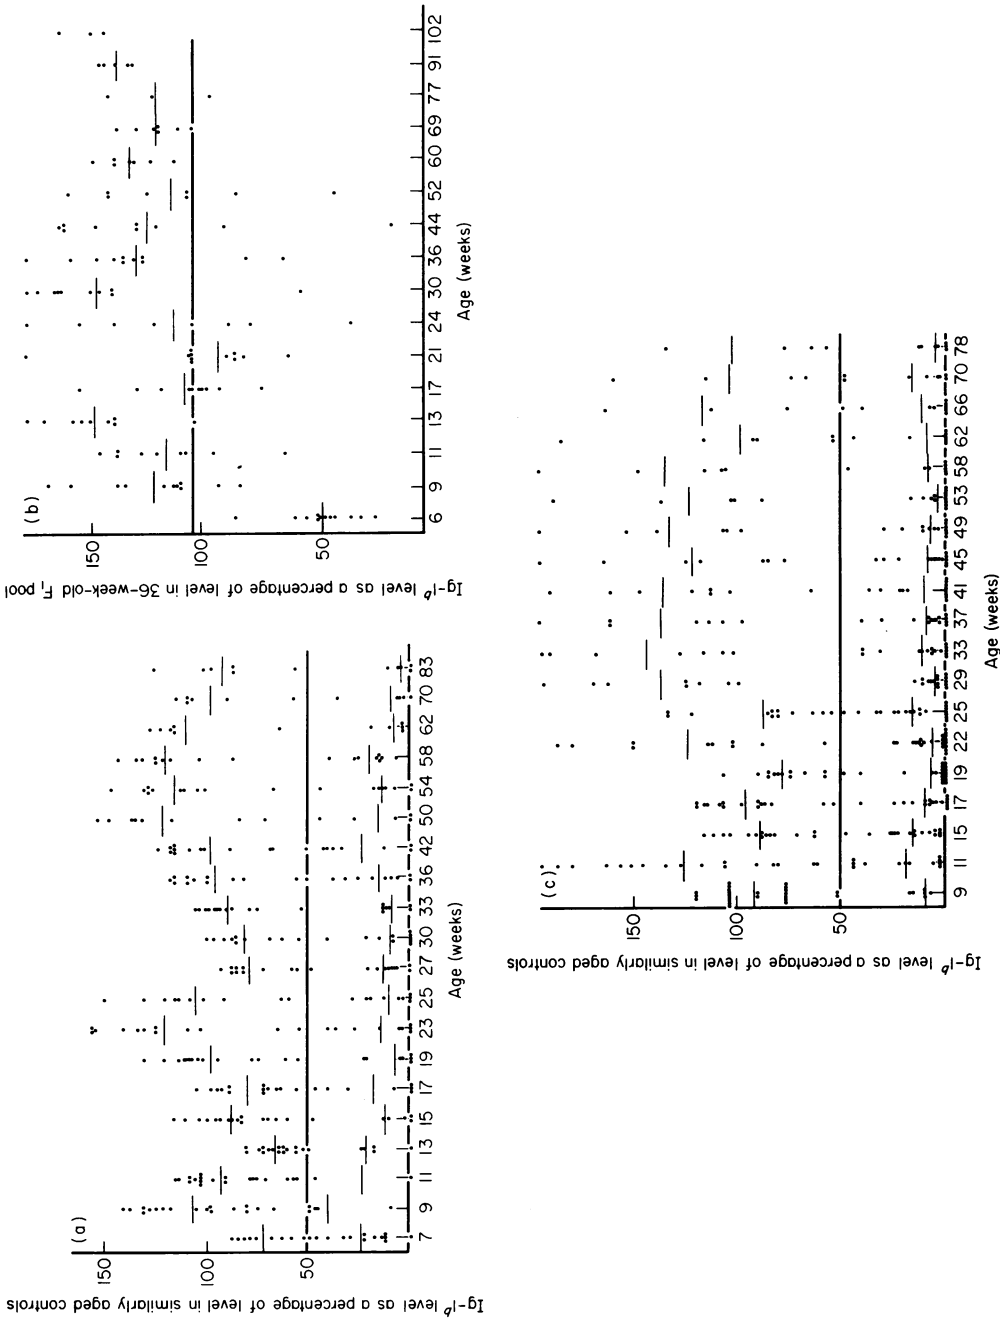 (a)
Ig-1ᵇ level as a percentage of level in similarly aged controls
150
100
50
7 9 11 13 15 17 19 23 25 27 30 33 36 42 50 54 58 62 70 83
Age (weeks)
(b)
Ig-1ᵇ level as a percentage of level in 36-week-old F₁ pool
150
100
50
6 9 11 13 17 21 24 30 36 44 52 60 69 77 91 102
Age (weeks)
(c)
Ig-1ᵇ level as a percentage of level in similarly aged controls
150
100
50
9 11 15 17 19 22 25 29 33 37 41 45 49 53 58 62 66 70 78
Age (weeks)